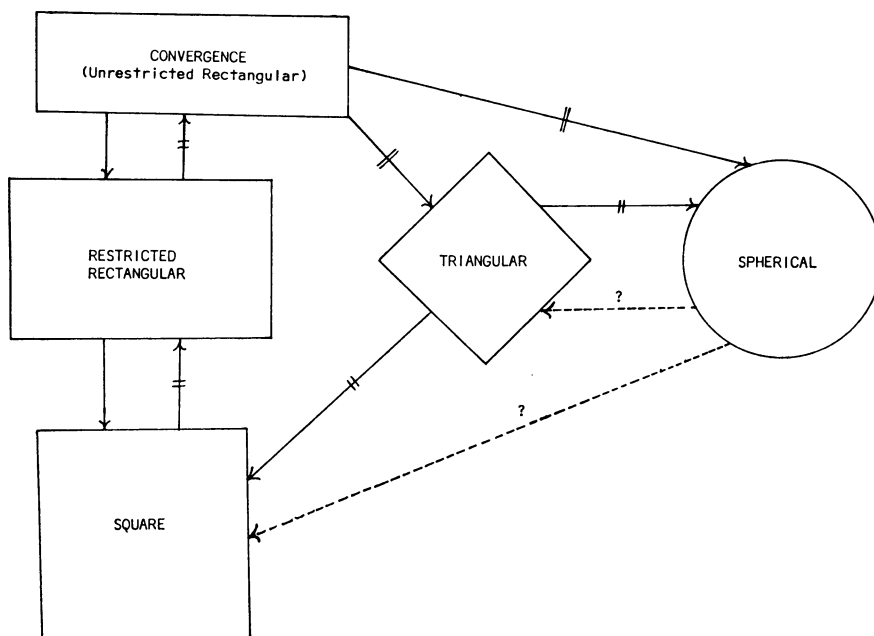 CONVERGENCE
(Unrestricted Rectangular)
RESTRICTED
RECTANGULAR
TRIANGULAR
SPHERICAL
?
?
SQUARE